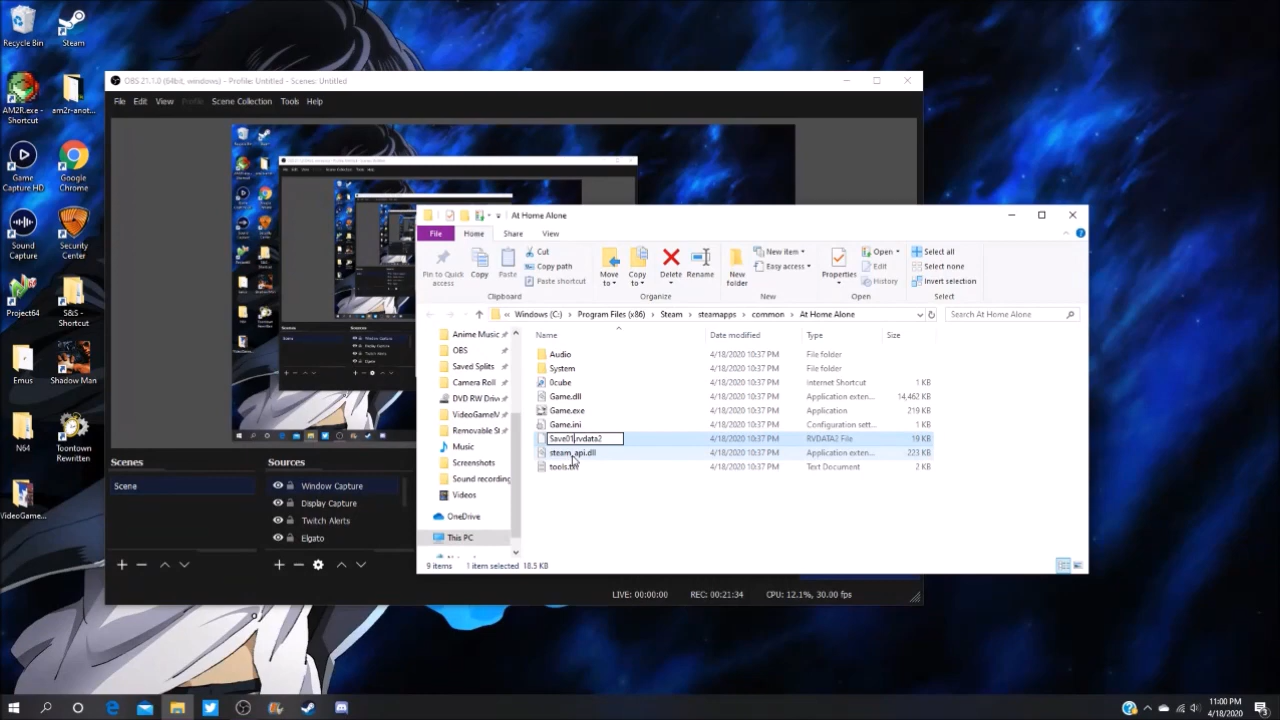 Recycle Bin
Steam
AM2R.exe - Shortcut
am2r-anot...
Game Capture HD
Google Chrome
Sound Capture
Security Center
Project64
S&S - Shortcut
Emus
Shadow Man
N64
Toontown Rewritten
VideoGame...
OBS 21.1.0 (64bit, windows) - Profile: Untitled - Scenes: Untitled
File Edit View Profile Scene Collection Tools Help
Scenes
Scene
Sources
Window Capture
Display Capture
Twitch Alerts
Elgato
LIVE: 00:00:00 REC: 00:21:34 CPU: 12.1%, 30.00 fps
At Home Alone
File Home Share View
Pin to Quick access
Copy
Paste
Cut
Copy path
Paste shortcut
Clipboard
Move to
Copy to
Delete
Rename
Organize
New folder
New item
Easy access
New
Properties
Open
Edit
History
Open
Select all
Select none
Invert selection
Select
« Windows (C:) › Program Files (x86) › Steam › steamapps › common › At Home Alone
Search At Home Alone
Anime Music
OBS
Saved Splits
Camera Roll
DVD RW Drive
VideoGameM
Removable St
Music
Screenshots
Sound recording
Videos
OneDrive
This PC
Name Date modified Type Size
Audio 4/18/2020 10:37 PM File folder
System 4/18/2020 10:37 PM File folder
0cube 4/18/2020 10:37 PM Internet Shortcut 1 KB
Game.dll 4/18/2020 10:37 PM Application exten... 14,462 KB
Game.exe 4/18/2020 10:37 PM Application 219 KB
Game.ini 4/18/2020 10:37 PM Configuration sett... 1 KB
Save01.rvdata2 4/18/2020 10:37 PM RVDATA2 File 19 KB
steam_api.dll 4/18/2020 10:37 PM Application exten... 223 KB
tools.txt 4/18/2020 10:37 PM Text Document 2 KB
9 items 1 item selected 18.5 KB
11:00 PM
4/18/2020